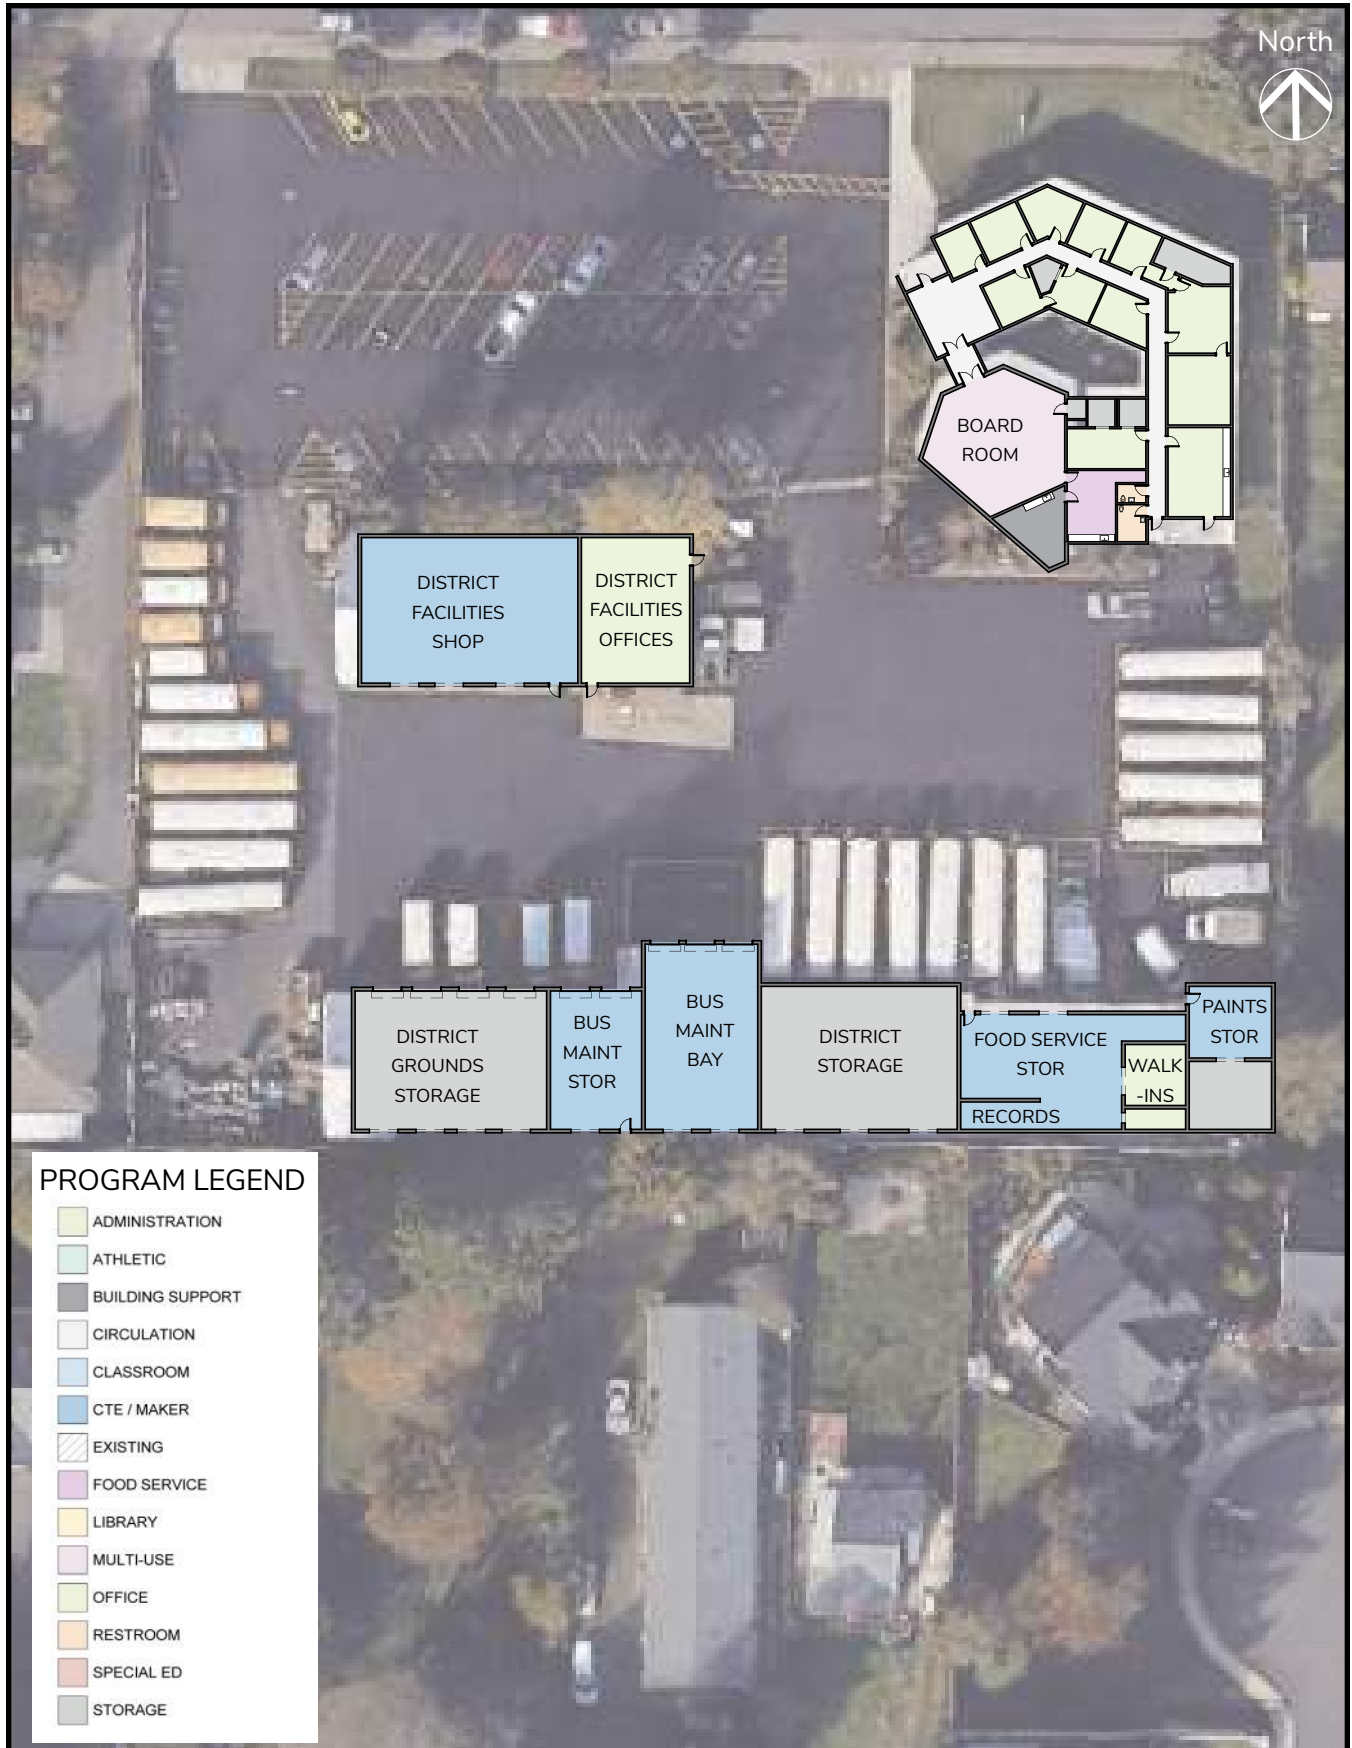 North
BOARD
ROOM
DISTRICT
FACILITIES
SHOP
DISTRICT
FACILITIES
OFFICES
DISTRICT
GROUNDS
STORAGE
BUS
MAINT
STOR
BUS
MAINT
BAY
DISTRICT
STORAGE
FOOD SERVICE
STOR
RECORDS
WALK
-INS
PAINTS
STOR
PROGRAM LEGEND
ADMINISTRATION
ATHLETIC
BUILDING SUPPORT
CIRCULATION
CLASSROOM
CTE / MAKER
EXISTING
FOOD SERVICE
LIBRARY
MULTI-USE
OFFICE
RESTROOM
SPECIAL ED
STORAGE